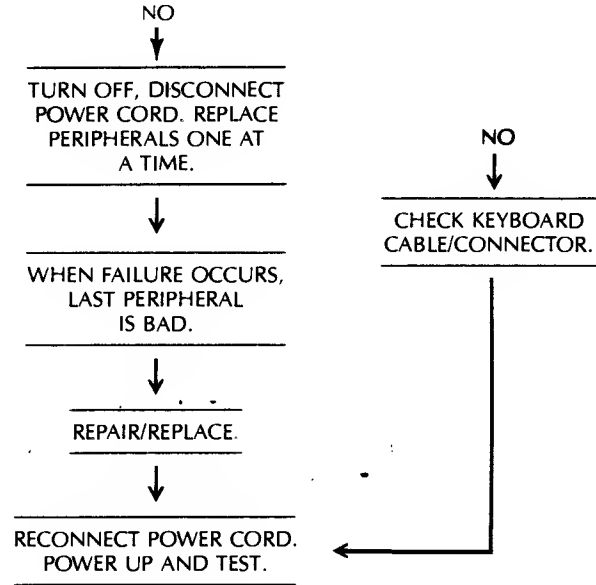 NO
TURN OFF, DISCONNECT
POWER CORD. REPLACE
PERIPHERALS ONE AT
A TIME.
WHEN FAILURE OCCURS,
LAST PERIPHERAL
IS BAD.
REPAIR/REPLACE.
NO
CHECK KEYBOARD
CABLE/CONNECTOR.
RECONNECT POWER CORD.
POWER UP AND TEST.